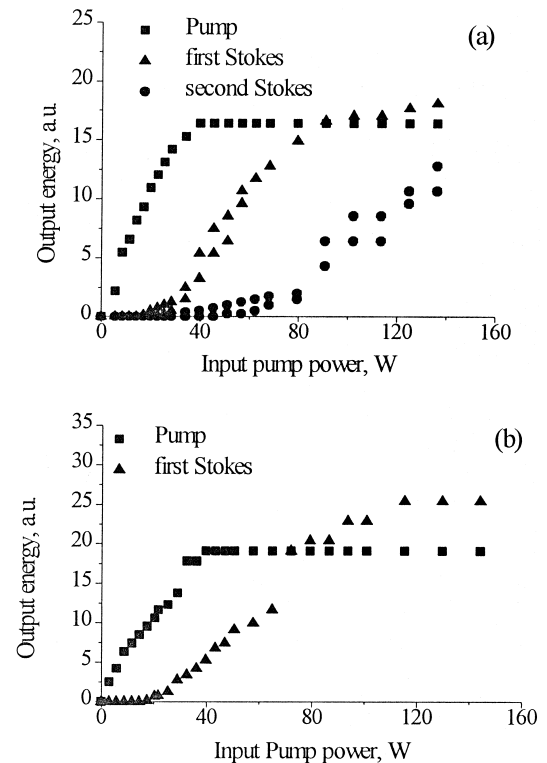 25
20
15
10
5
0
0
40
80
120
160
Output energy, a.u.
Input pump power, W
Pump
first Stokes
second Stokes
(a)
35
30
25
20
15
10
5
0
0
40
80
120
160
Output energy, a.u.
Input Pump power, W
Pump
first Stokes
(b)